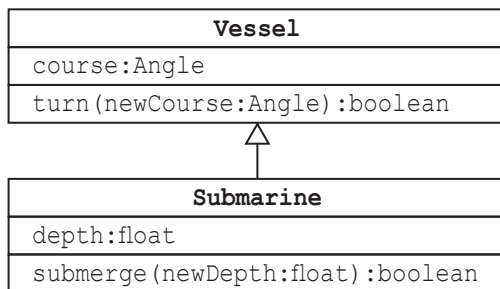 Vessel
course:Angle
turn(newCourse:Angle):boolean
Submarine
depth:float
submerge(newDepth:float):boolean